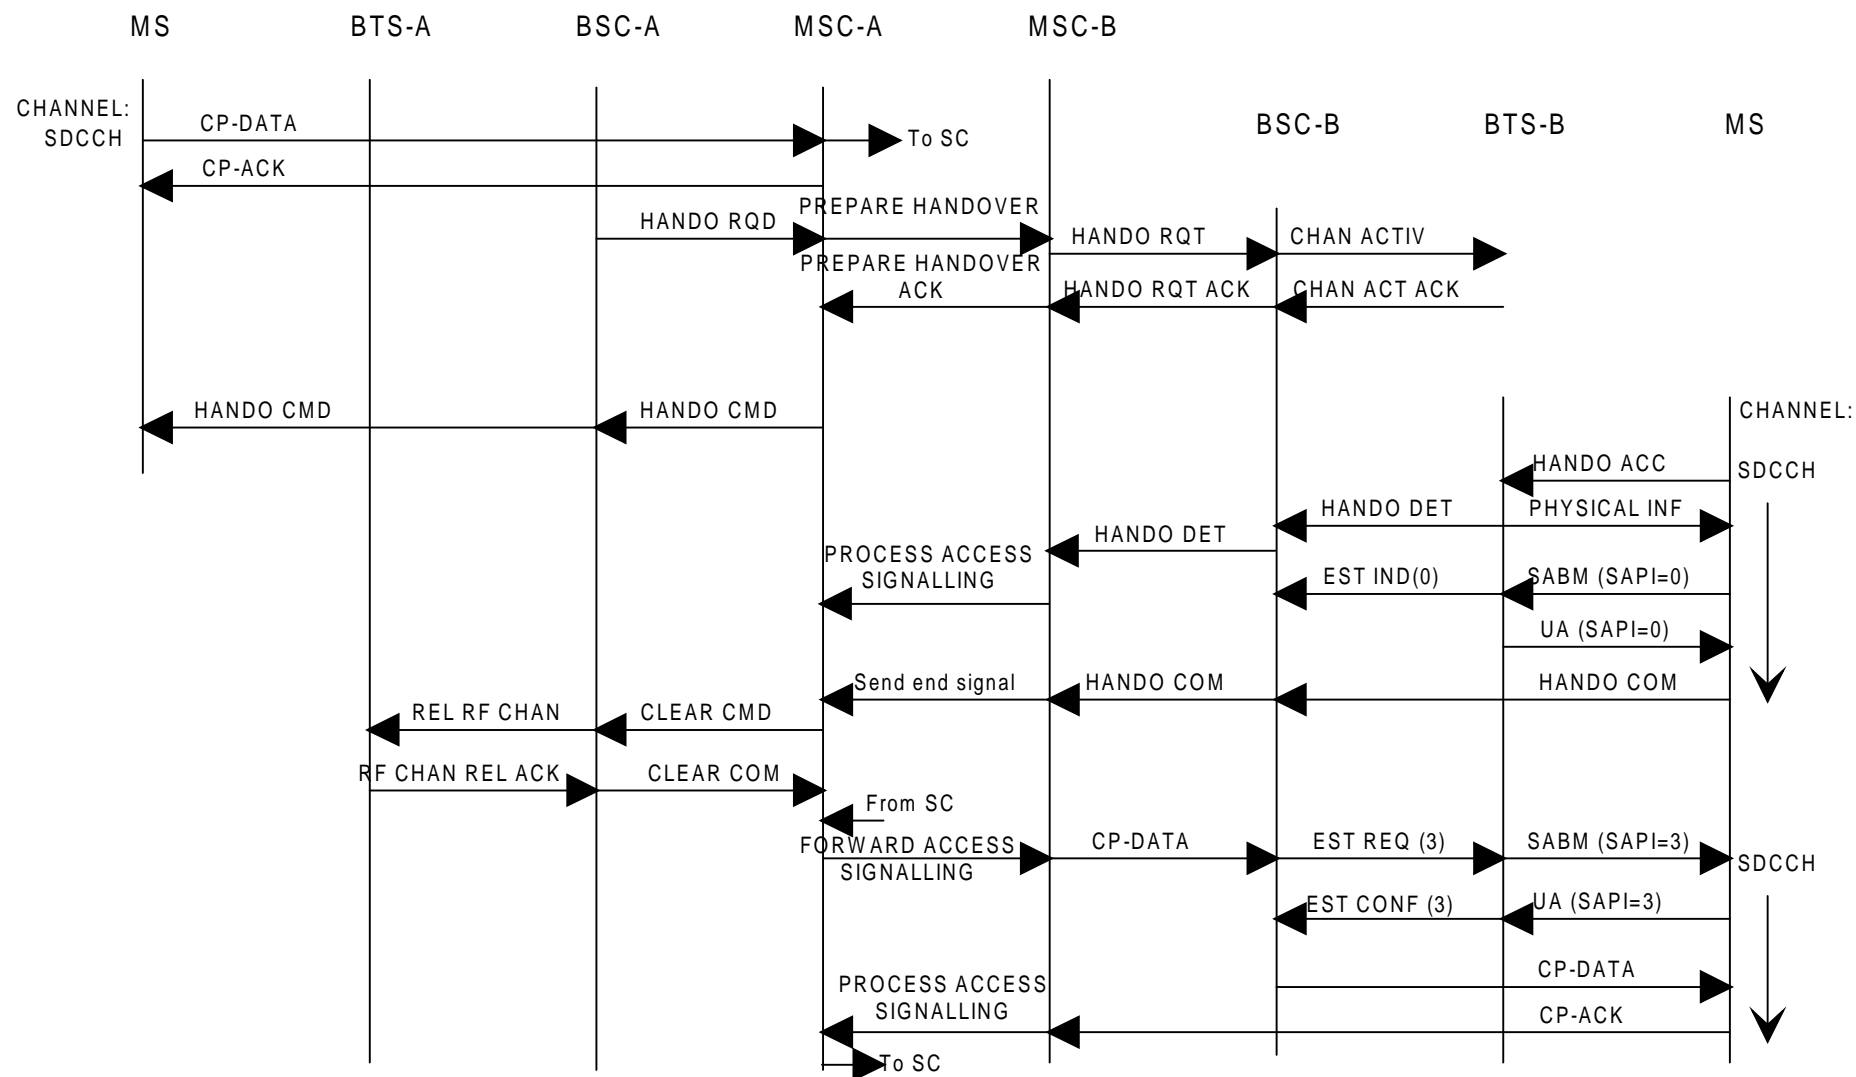 MS BTS-A BSC-A MSC-A MSC-B
BSC-B BTS-B MS
CHANNEL:
SDCCH
CP-DATA
To SC
CP-ACK
HANDO RQD
PREPARE HANDOVER
HANDO RQT
CHAN ACTIV
PREPARE HANDOVER
ACK
HANDO RQT ACK
CHAN ACT ACK
HANDO CMD
HANDO CMD
CHANNEL:
SDCCH
HANDO ACC
HANDO DET
PHYSICAL INF
HANDO DET
PROCESS ACCESS
SIGNALLING
EST IND(0)
SABM (SAPI=0)
UA (SAPI=0)
Send end signal
HANDO COM
HANDO COM
REL RF CHAN
CLEAR CMD
RF CHAN REL ACK
CLEAR COM
From SC
FORWARD ACCESS
SIGNALLING
CP-DATA
EST REQ (3)
SABM (SAPI=3)
SDCCH
EST CONF (3)
UA (SAPI=3)
CP-DATA
PROCESS ACCESS
SIGNALLING
CP-ACK
To SC